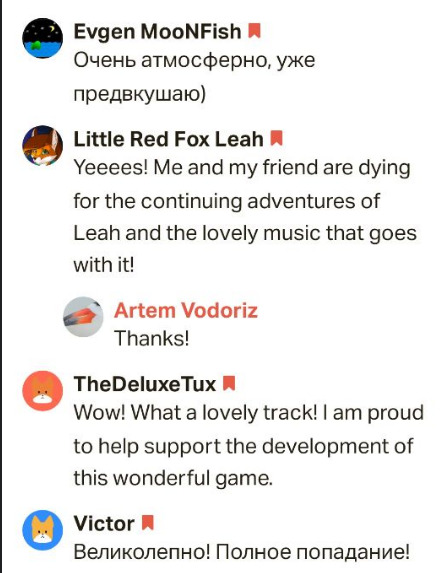 Evgen MooNFish
Очень атмосферно, уже
предвкушаю)
Little Red Fox Leah
Yeeees! Me and my friend are dying
for the continuing adventures of
Leah and the lovely music that goes
with it!
Artem Vodoriz
Thanks!
TheDeluxeTux
Wow! What a lovely track! I am proud
to help support the development of
this wonderful game.
Victor
Великолепно! Полное попадание!